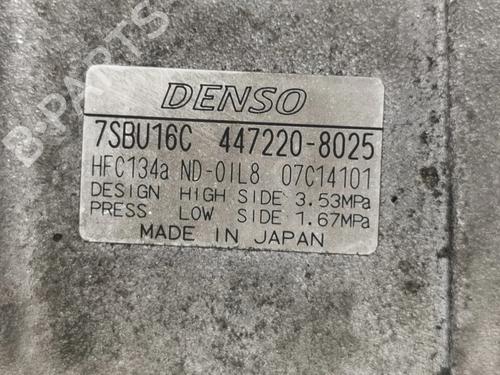 B-PARTS
DENSO
7SBU16C 447220-8025
HFC134a ND-OIL8 07C14101
DESIGN HIGH SIDE 3.53MPa
PRESS. LOW SIDE 1.67MPa
MADE IN JAPAN